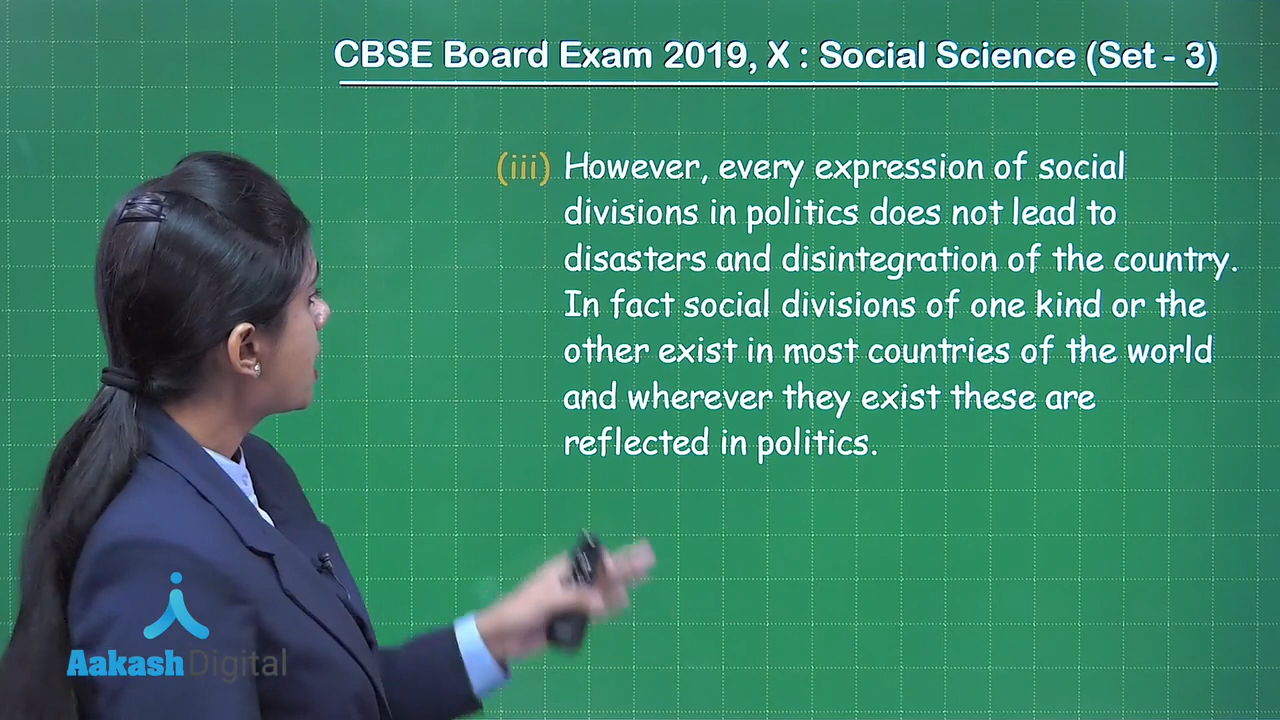 CBSE Board Exam 2019, X : Social Science (Set - 3)
(iii) However, every expression of social
divisions in politics does not lead to
disasters and disintegration of the country.
In fact social divisions of one kind or the
other exist in most countries of the world
and wherever they exist these are
reflected in politics.
Aakash Digital